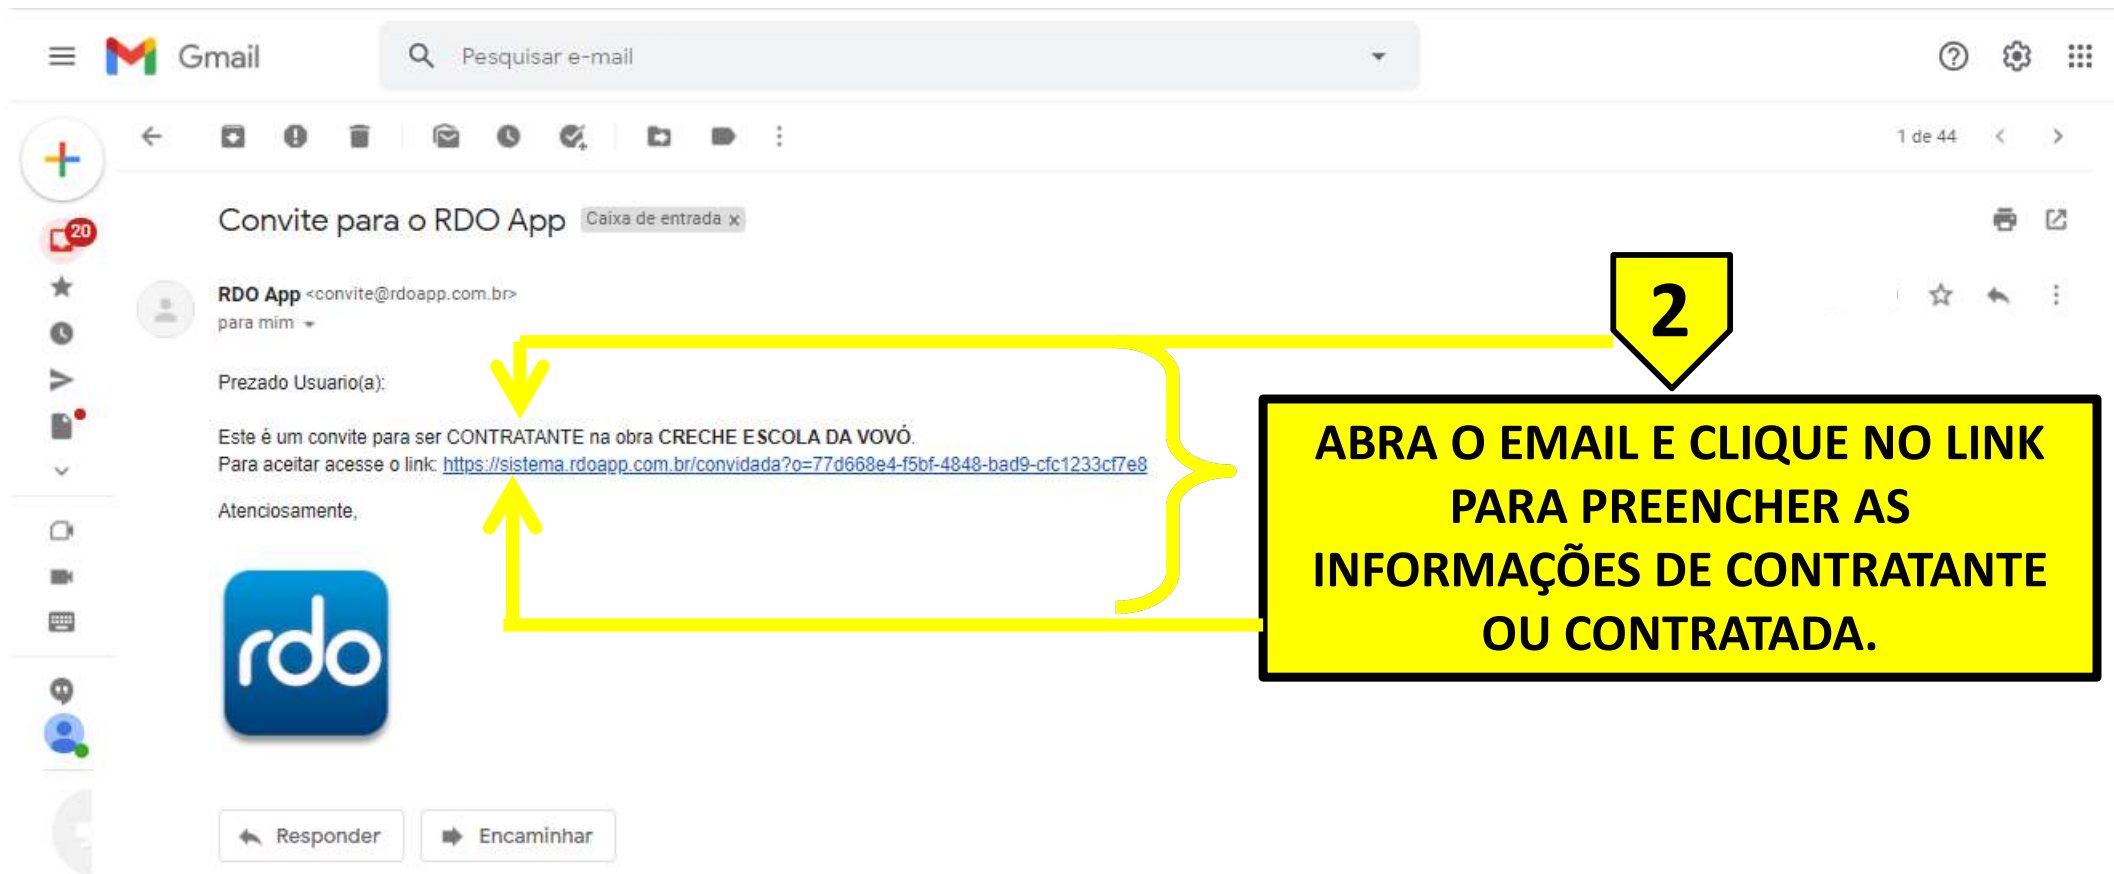 Gmail
Pesquisar e-mail
1 de 44
Convite para o RDO App Caixa de entrada x
20
RDO App <convite@rdoapp.com.br>
para mim
2
Prezado Usuario(a):
Este é um convite para ser CONTRATANTE na obra CRECHE ESCOLA DA VOVÓ.
Para aceitar acesse o link: https://sistema.rdoapp.com.br/convidada?o=77d668e4-f5bf-4848-bad9-cfc1233cf7e8
Atenciosamente,
rdo
ABRA O EMAIL E CLIQUE NO LINK
PARA PREENCHER AS
INFORMAÇÕES DE CONTRATANTE
OU CONTRATADA.
Responder
Encaminhar